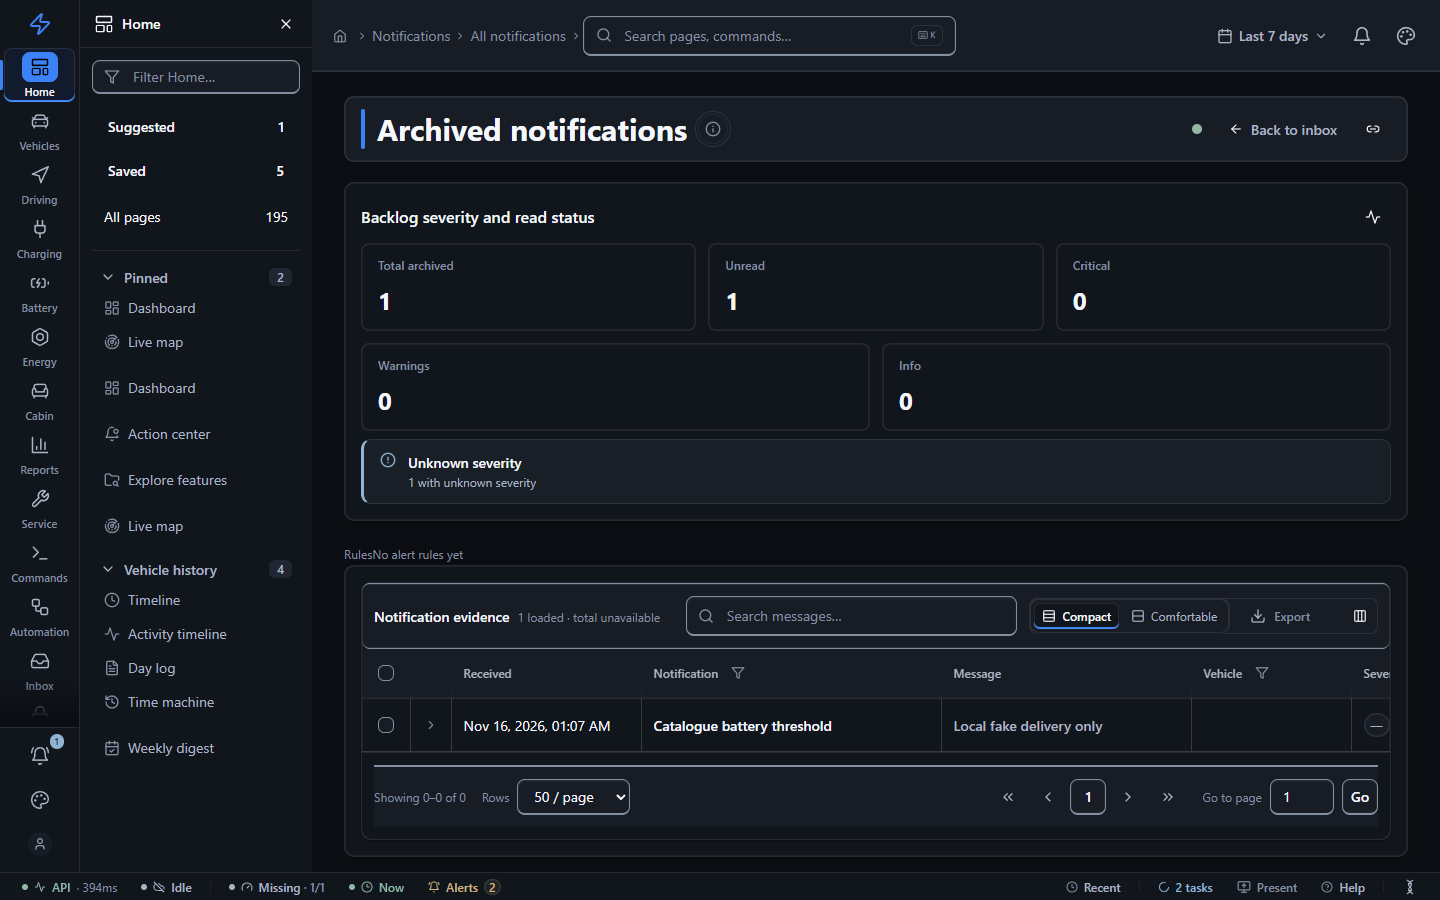 Home
Vehicles
Driving
Charging
Battery
Energy
Cabin
Reports
Service
Commands
Automation
Inbox
1
Home
Filter Home...
Suggested 1
Saved 5
All pages 195
Pinned 2
Dashboard
Live map
Dashboard
Action center
Explore features
Live map
Vehicle history 4
Timeline
Activity timeline
Day log
Time machine
Weekly digest
Notifications All notifications
Search pages, commands... K
Last 7 days
Archived notifications
Back to inbox
Backlog severity and read status
Total archived
1
Unread
1
Critical
0
Warnings
0
Info
0
Unknown severity
1 with unknown severity
RulesNo alert rules yet
Notification evidence 1 loaded · total unavailable
Search messages...
Compact Comfortable Export
Received Notification Message Vehicle Sever
Nov 16, 2026, 01:07 AM Catalogue battery threshold Local fake delivery only —
Showing 0–0 of 0 Rows 50 / page 1 Go to page 1 Go
API · 394ms Idle Missing · 1/1 Now Alerts 2 Recent 2 tasks Present Help